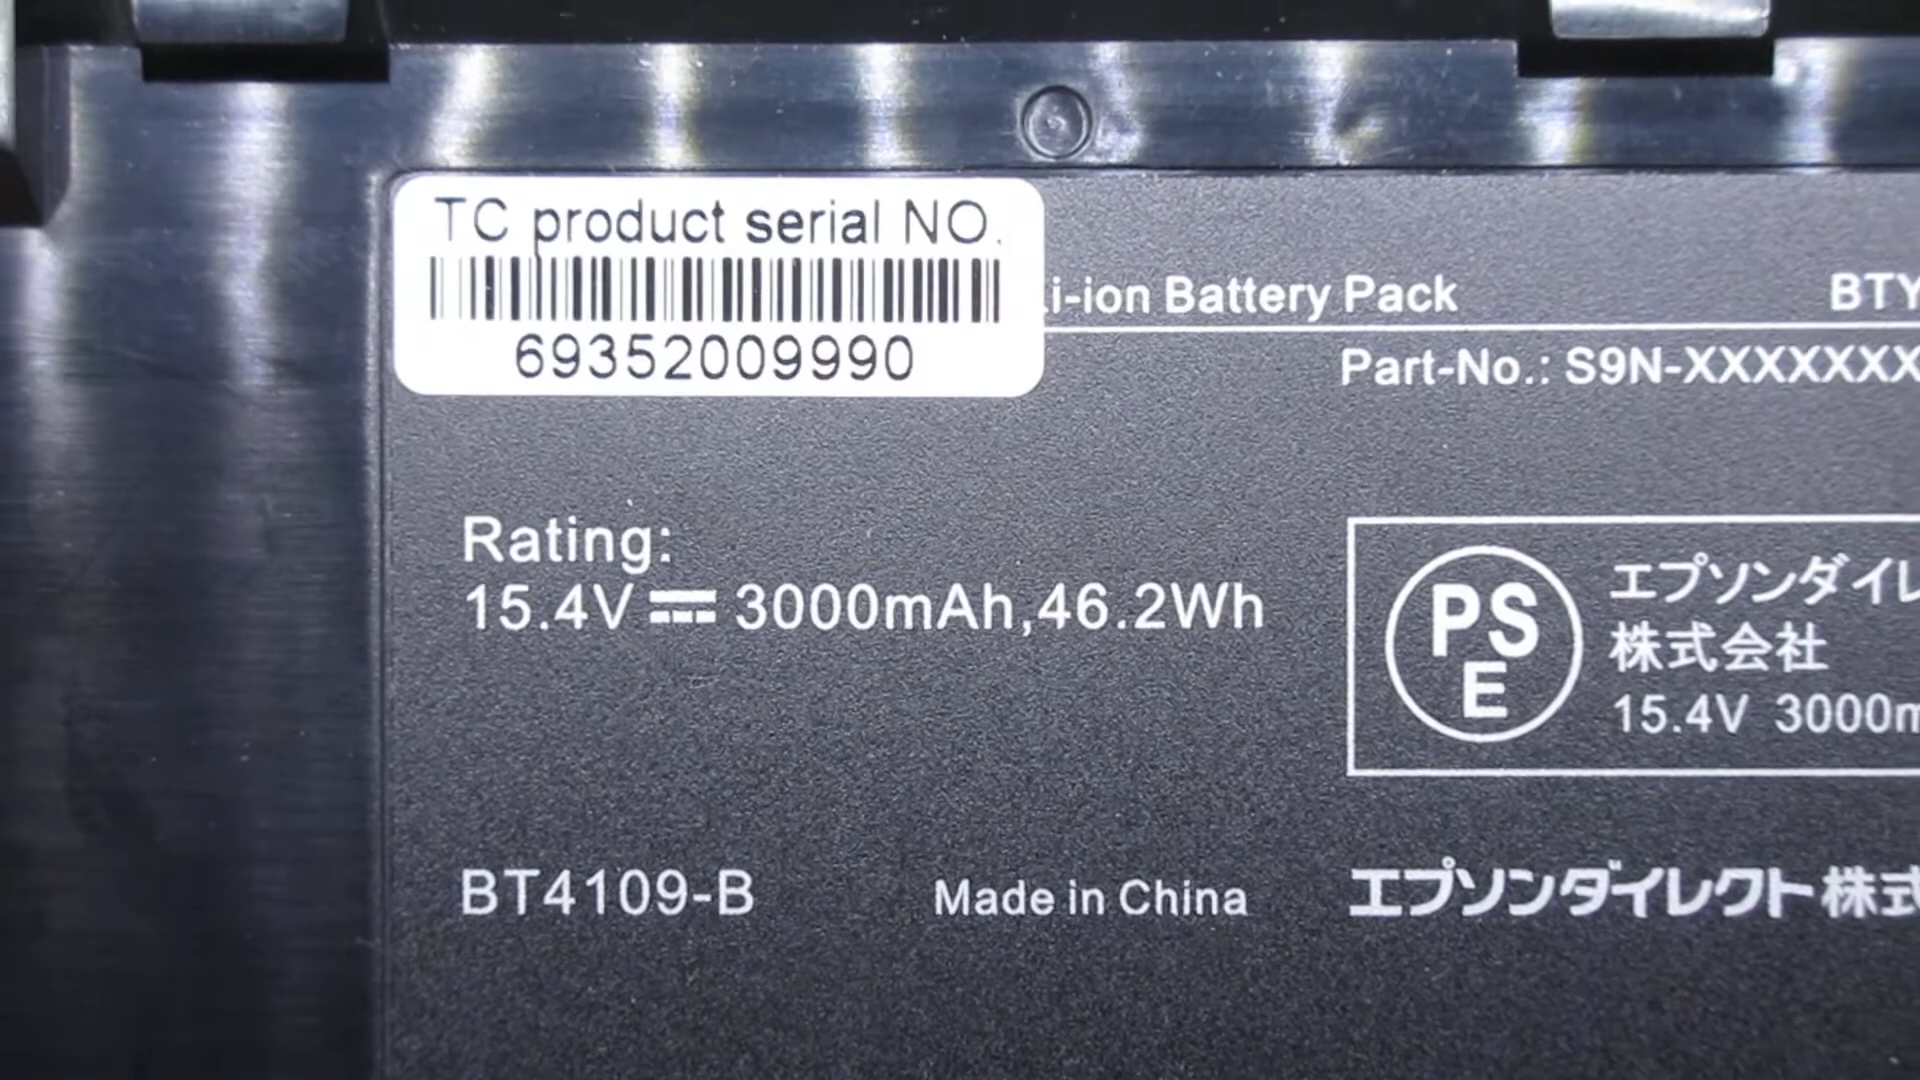 TC product serial NO.
69352009990
i-ion Battery Pack
BTY
Part-No.: S9N-XXXXXXX
Rating:
15.4V⎓3000mAh,46.2Wh
PS
E
エプソンダイレ
株式会社
15.4V 3000m
BT4109-B
Made in China
エプソンダイレクト株式